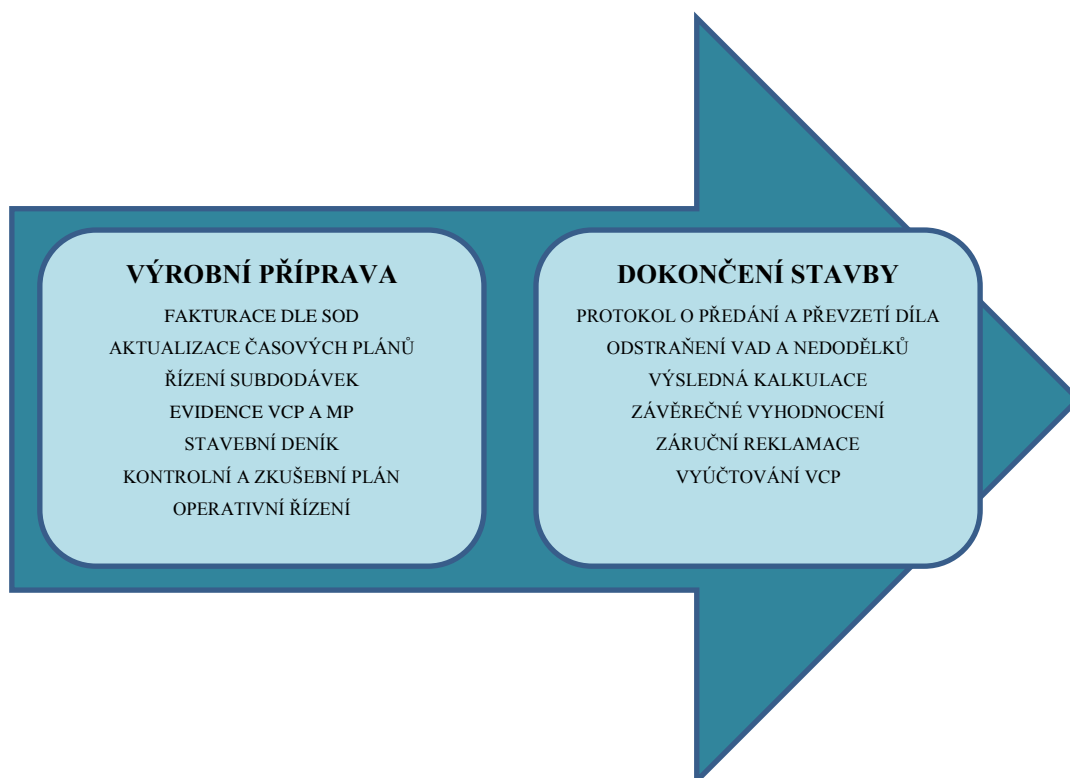 VÝROBNÍ PŘÍPRAVA
FAKTURACE DLE SOD
AKTUALIZACE ČASOVÝCH PLÁNŮ
ŘÍZENÍ SUBDODÁVEK
EVIDENCE VCP A MP
STAVEBNÍ DENÍK
KONTROLNÍ A ZKUŠEBNÍ PLÁN
OPERATIVNÍ ŘÍZENÍ
DOKONČENÍ STAVBY
PROTOKOL O PŘEDÁNÍ A PŘEVZETÍ DÍLA
ODSTRAŇENÍ VAD A NEDODĚLKŮ
VÝSLEDNÁ KALKULACE
ZÁVĚREČNÉ VYHODNOCENÍ
ZÁRUČNÍ REKLAMACE
VYÚČTOVÁNÍ VCP